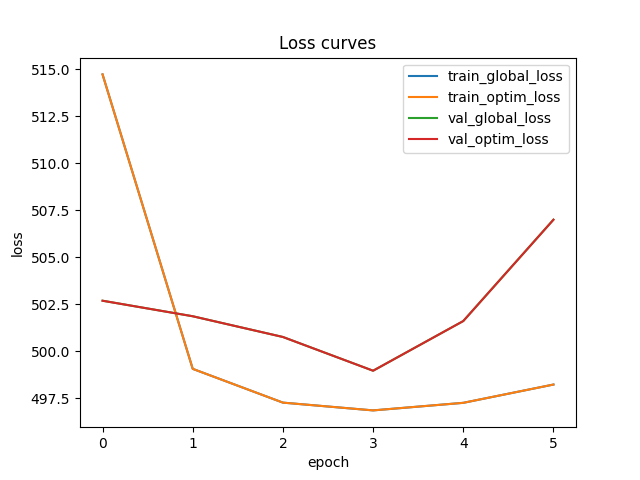 Loss curves
515.0
512.5
510.0
507.5
505.0
502.5
500.0
497.5
loss
train_global_loss
train_optim_loss
val_global_loss
val_optim_loss
0 1 2 3 4 5
epoch